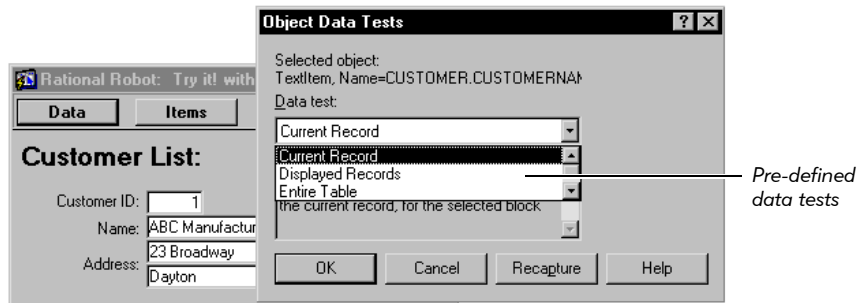 Object Data Tests
Selected object:
TextItem, Name=CUSTOMER.CUSTOMERNAM
Data test:
Current Record
Current Record
Displayed Records
Entire Table
the current record, for the selected block
OK Cancel Recapture Help
Rational Robot: Try it! with
Data Items
Customer List:
Customer ID: 1
Name: ABC Manufactur
Address: 23 Broadway
Dayton
Pre-defined
data tests